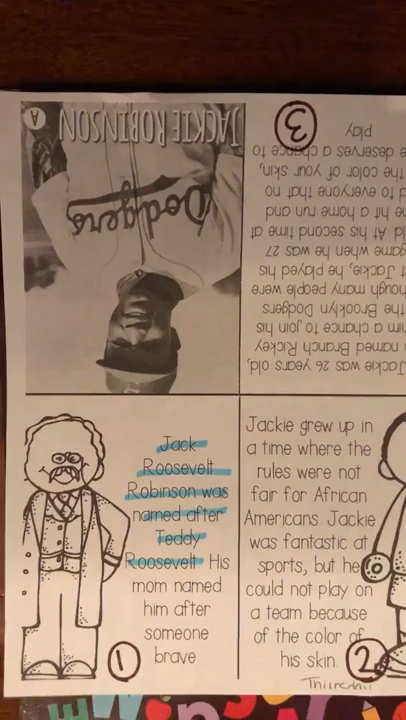 JACKIE ROBINSON
A
Dodgers
Jackie was 26 years old,
named Branch Rickey
him a chance to join his
the Brooklyn Dodgers
though many people were
Jackie, he played his
game when he was 27
old At his second time at
he hit a home run and
to everyone that no
the color of your skin,
deserves a chance to
play
3
Jack
Roosevelt
Robinson was
named after
Teddy
Roosevelt His
mom named
him after
someone
brave
1
Jackie grew up in
a time where the
rules were not
fair for African
Americans Jackie
was fantastic at
sports, but he
could not play on
a team because
of the color of
his skin
2